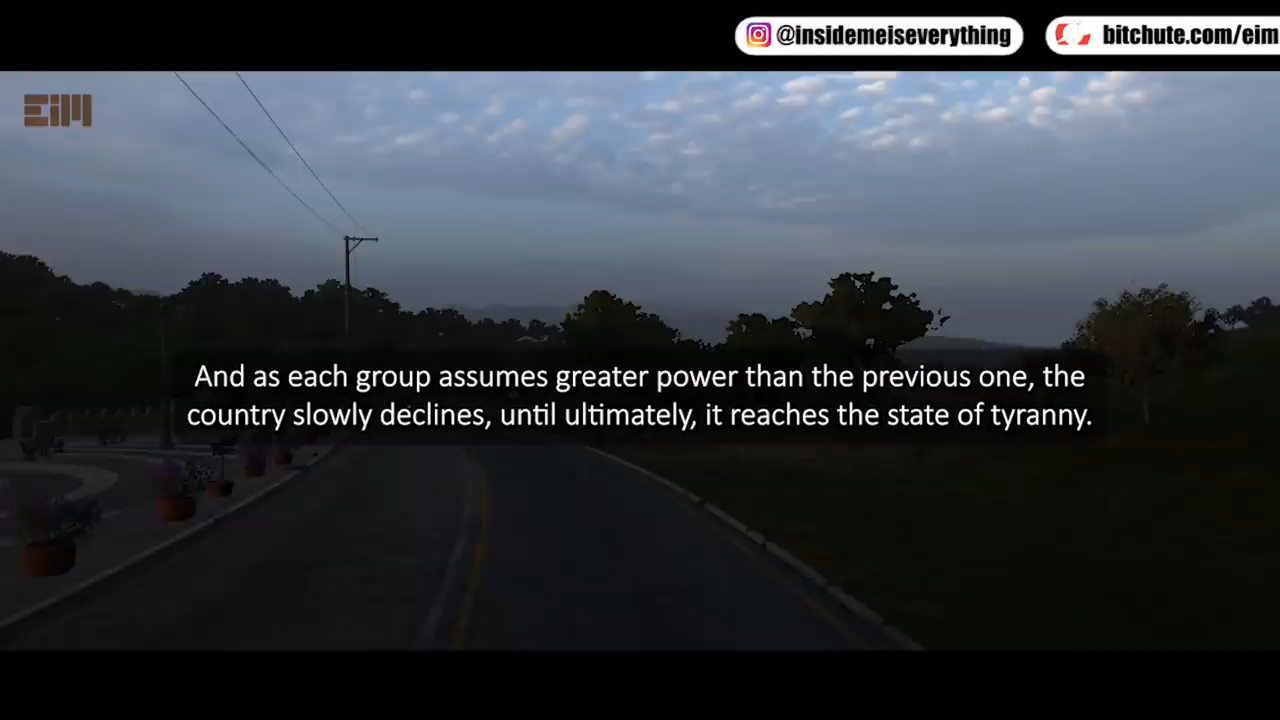 @insidemeiseverything
bitchute.com/eim
EiM
And as each group assumes greater power than the previous one, the
country slowly declines, until ultimately, it reaches the state of tyranny.